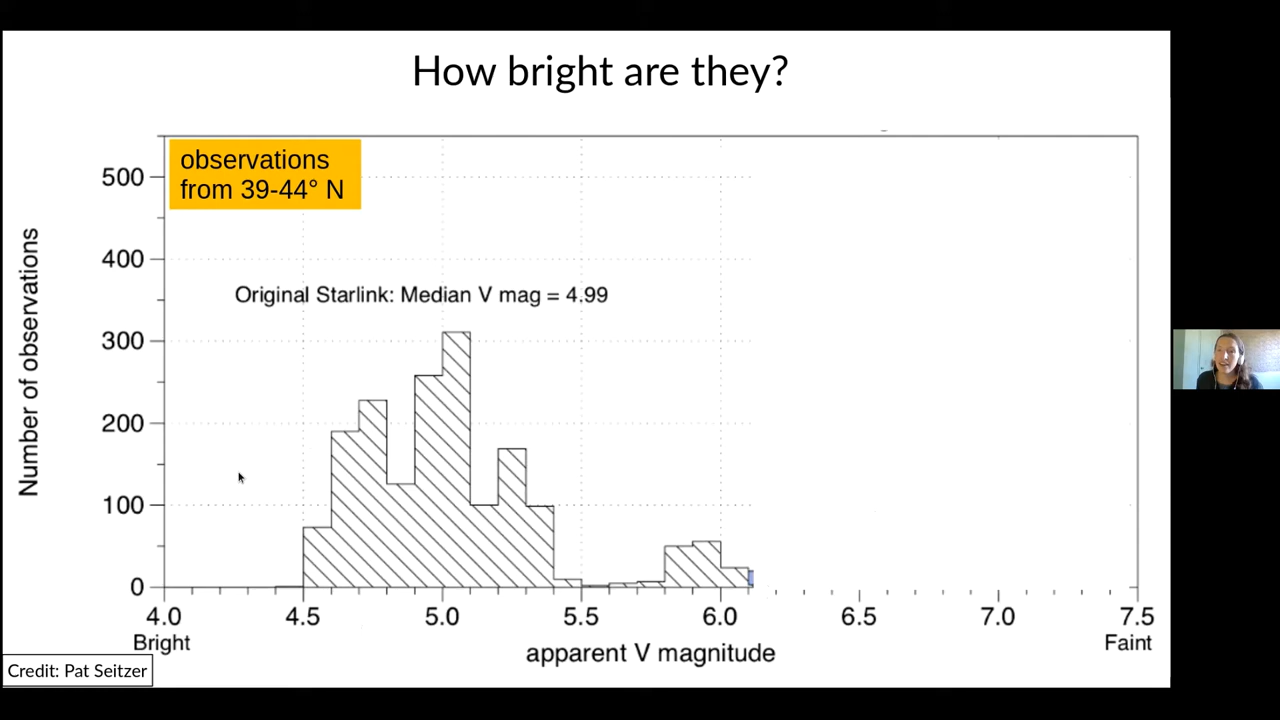 How bright are they?
observations
from 39-44° N
500
400
300
200
100
0
Number of observations
Original Starlink: Median V mag = 4.99
4.0 4.5 5.0 5.5 6.0 6.5 7.0 7.5
Bright Faint
apparent V magnitude
Credit: Pat Seitzer